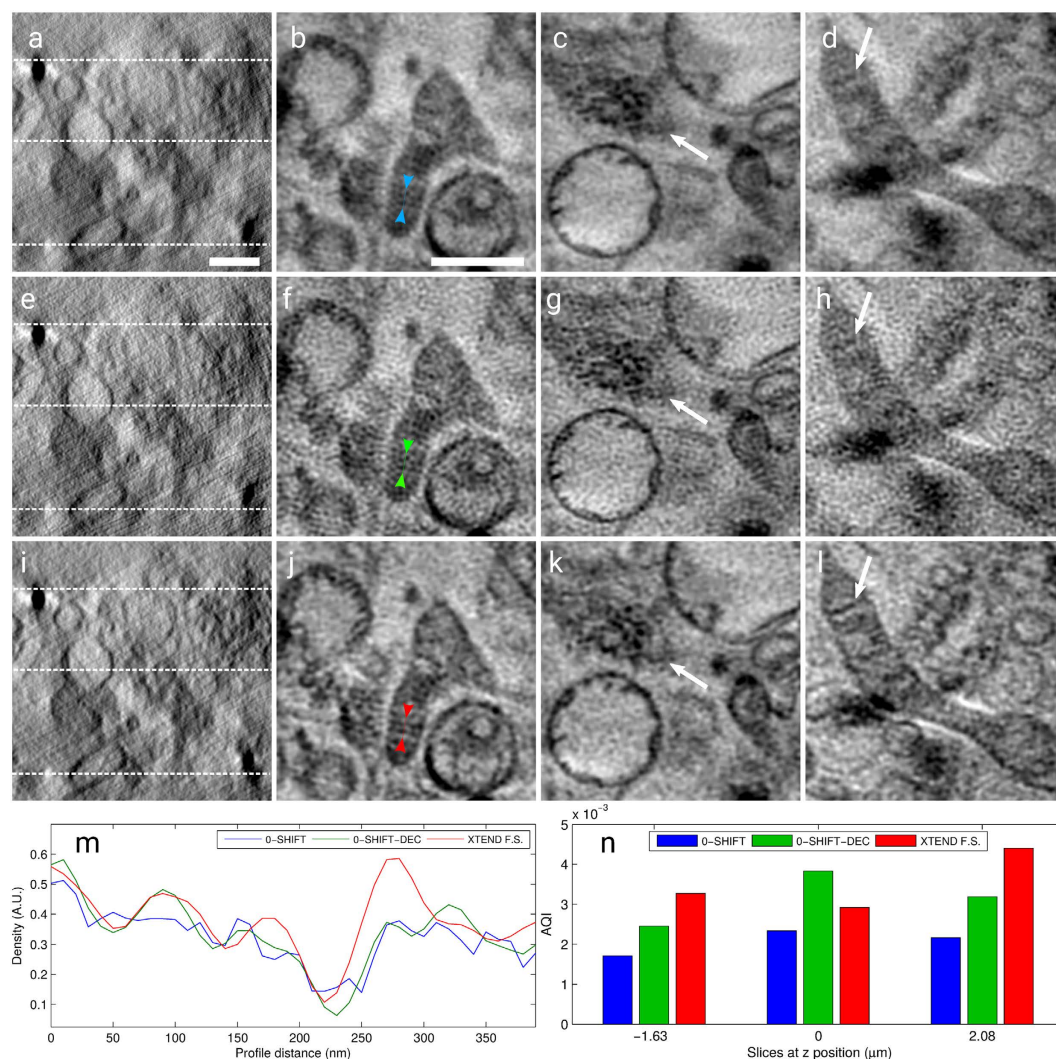 a b c d
e f g h
i j k l
m
0-SHIFT 0-SHIFT-DEC XTEND F.S.
Density (A.U.)
0.6
0.5
0.4
0.3
0.2
0.1
0 50 100 150 200 250 300 350
Profile distance (nm)
x 10⁻³
n
0-SHIFT 0-SHIFT-DEC XTEND F.S.
AQI
5
4
3
2
1
0
−1.63 0 2.08
Slices at z position (μm)